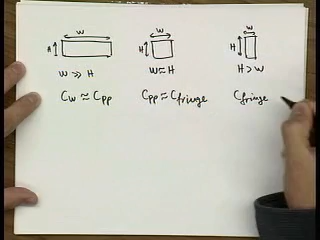 W W W
H H H
W ≫ H W ≈ H H > W
Cw ≈ Cpp Cpp ≈ Cfringe Cfringe